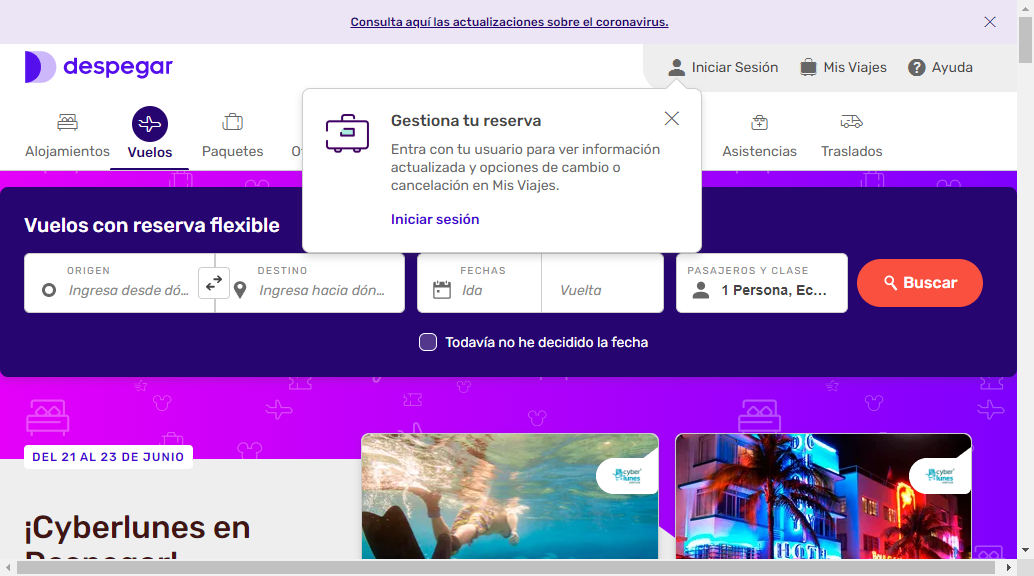 Consulta aquí las actualizaciones sobre el coronavirus.
despegar
Iniciar Sesión
Mis Viajes
Ayuda
Alojamientos
Vuelos
Paquetes
Gestiona tu reserva
Entra con tu usuario para ver información
actualizada y opciones de cambio o
cancelación en Mis Viajes.
Iniciar sesión
Asistencias
Traslados
Vuelos con reserva flexible
ORIGEN
Ingresa desde dó...
DESTINO
Ingresa hacia dón...
FECHAS
Ida
Vuelta
PASAJEROS Y CLASE
1 Persona, Ec...
Buscar
Todavía no he decidido la fecha
DEL 21 AL 23 DE JUNIO
¡Cyberlunes en
Despegar!
cyber
lunes
cyber
lunes
HOTEL